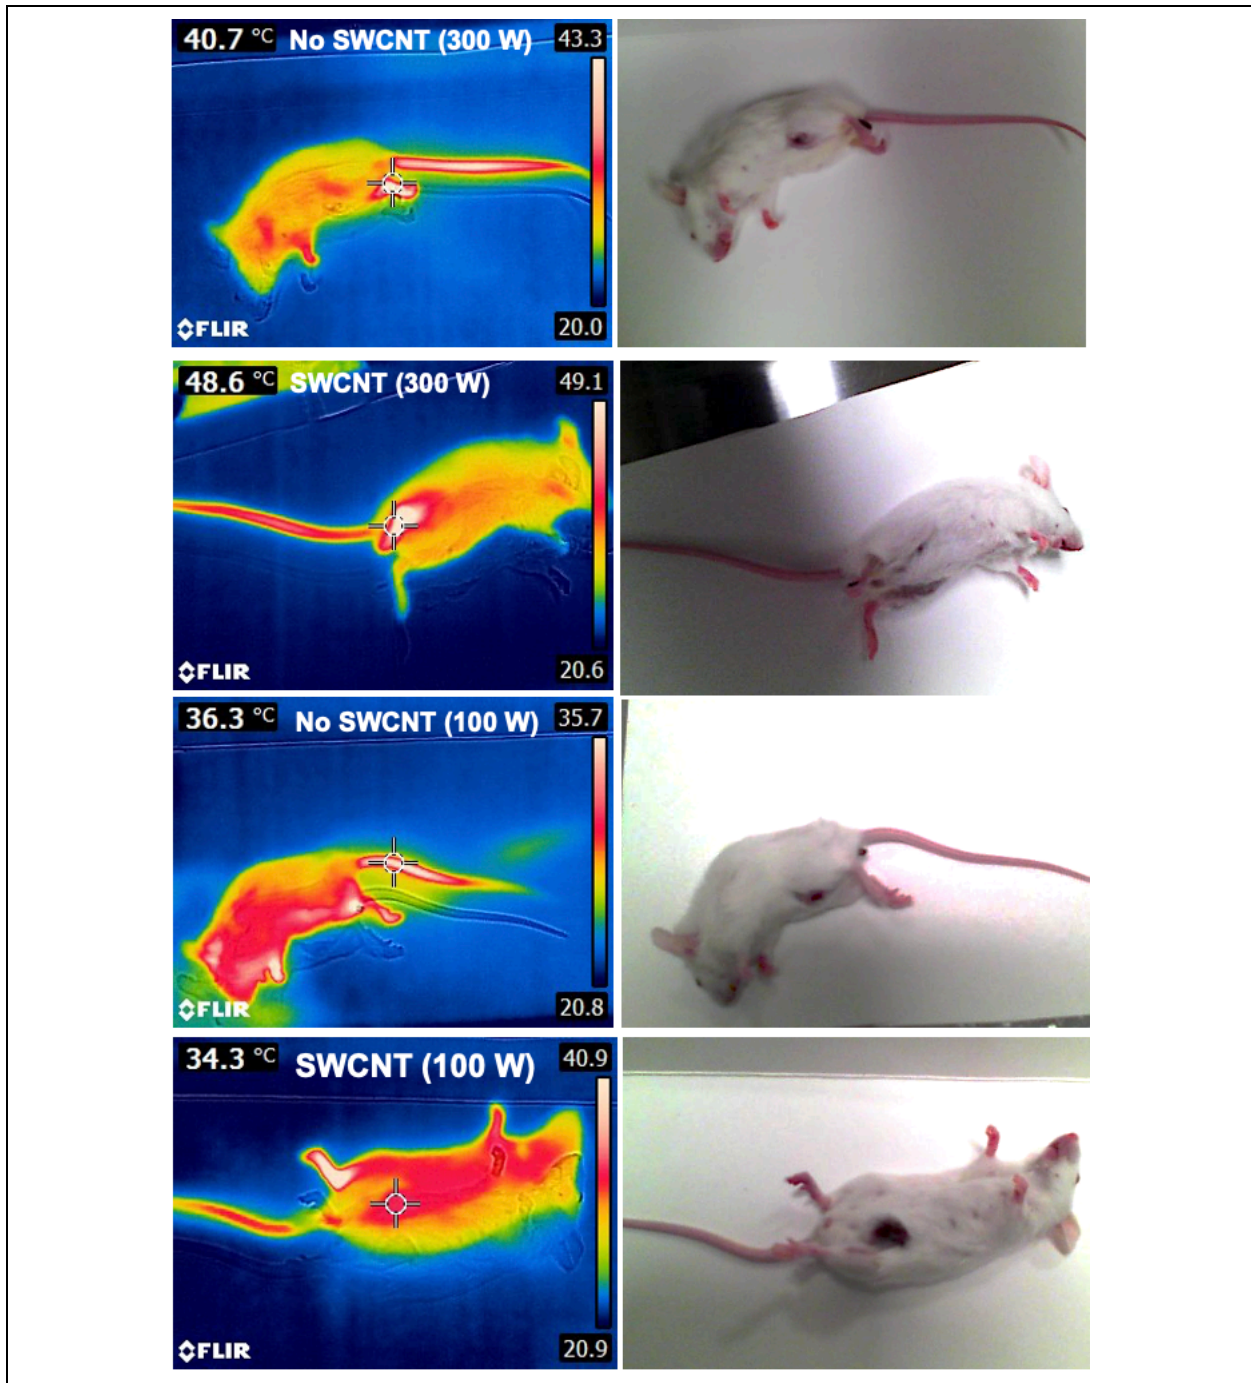 40.7 °C No SWCNT (300 W) 43.3
FLIR 20.0
48.6 °C SWCNT (300 W) 49.1
FLIR 20.6
36.3 °C No SWCNT (100 W) 35.7
FLIR 20.8
34.3 °C SWCNT (100 W) 40.9
FLIR 20.9